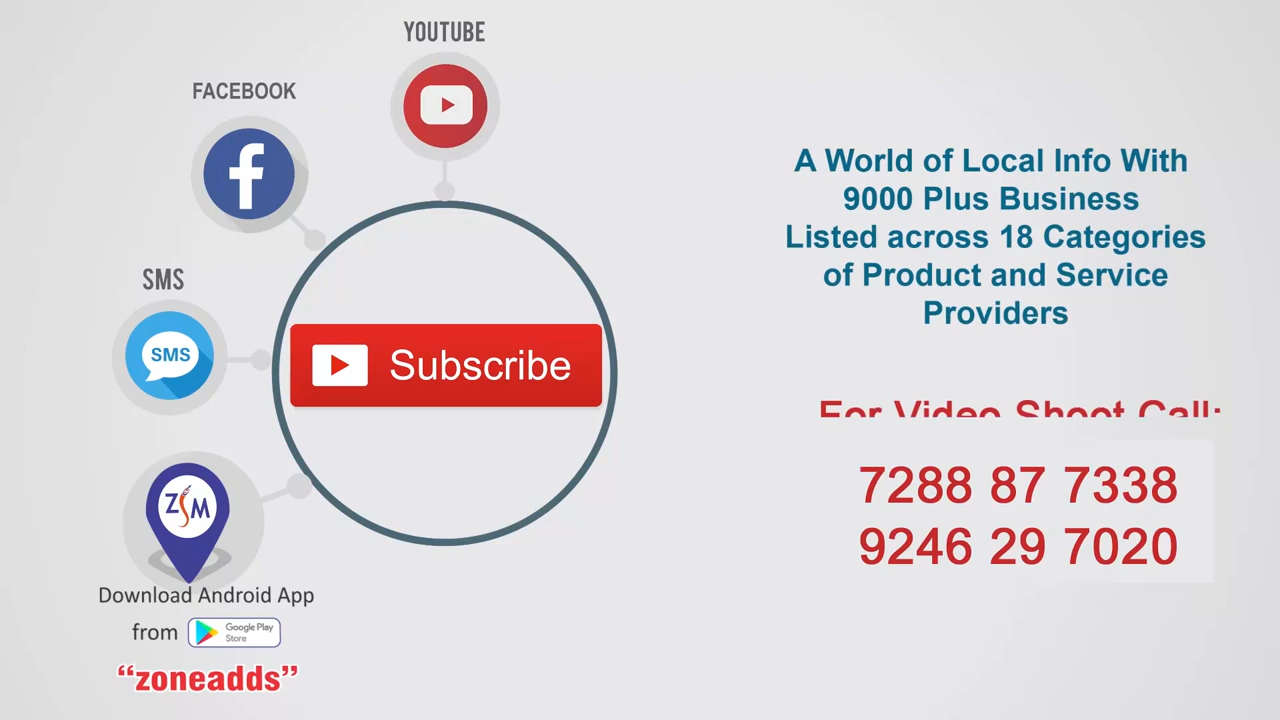 YOUTUBE
FACEBOOK
SMS
SMS
ZSM
Download Android App
from Google Play
Store
“zoneadds”
Subscribe
A World of Local Info With
9000 Plus Business
Listed across 18 Categories
of Product and Service
Providers
For Video Shoot Call:
7288 87 7338
9246 29 7020